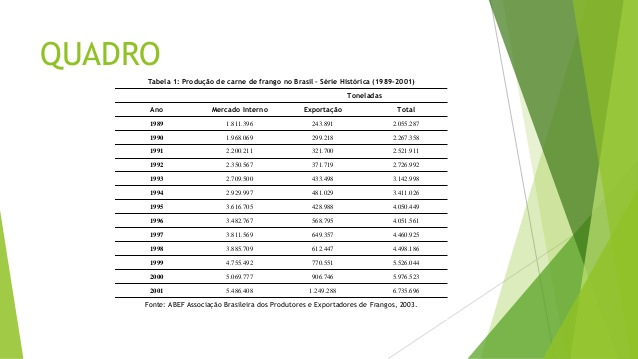 QUADRO
Tabela 1: Produção de carne de frango no Brasil - Série Histórica (1989-2001)
Toneladas
Ano Mercado Interno Exportação Total
1989 1.811.396 243.891 2.055.287
1990 1.968.069 299.218 2.267.358
1991 2.200.211 321.700 2.521.911
1992 2.350.567 371.719 2.726.992
1993 2.709.500 433.498 3.142.998
1994 2.929.997 481.029 3.411.026
1995 3.616.705 428.988 4.050.449
1996 3.482.767 568.795 4.051.561
1997 3.811.569 649.357 4.460.925
1998 3.885.709 612.447 4.498.186
1999 4.755.492 770.551 5.526.044
2000 5.069.777 906.746 5.976.523
2001 5.486.408 1.249.288 6.735.696
Fonte: ABEF Associação Brasileira dos Produtores e Exportadores de Frangos, 2003.